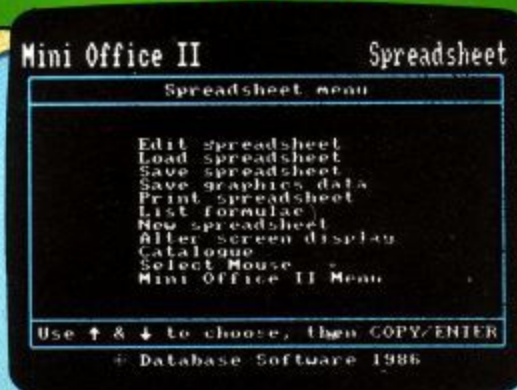 Mini Office II Spreadsheet
Spreadsheet menu
Edit spreadsheet
Load spreadsheet
Save spreadsheet
Save graphics data
Print spreadsheet
List formulae
New spreadsheet
Alter screen display
Catalogue
Select Mouse
Mini Office II Menu
Use ↑ & ↓ to choose, then COPY/ENTER
© Database Software 1986